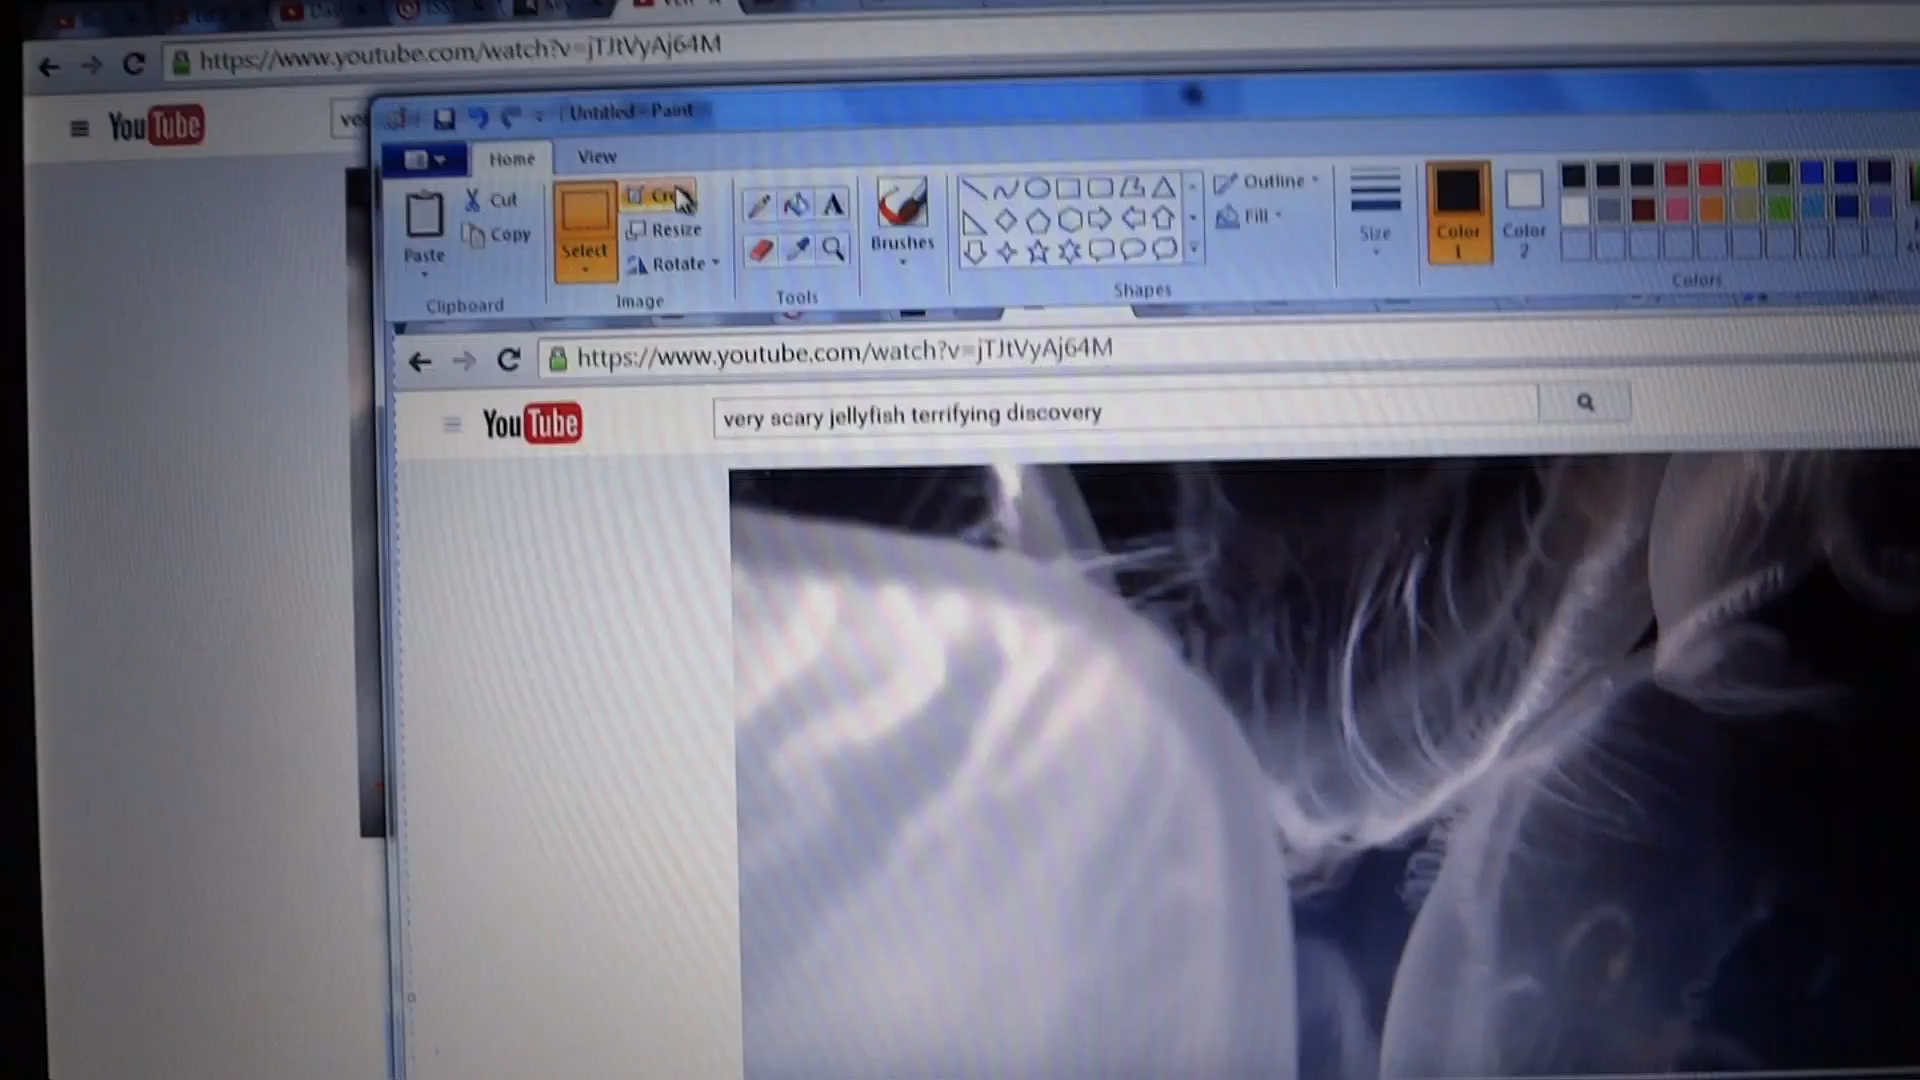 https://www.youtube.com/watch?v=jTJtVyAj64M
YouTube
Untitled - Paint
Home
View
Paste
Cut
Copy
Clipboard
Select
Resize
Rotate
Image
Tools
Brushes
Shapes
Outline
Fill
Size
Color 1
Color 2
Colors
https://www.youtube.com/watch?v=jTJtVyAj64M
YouTube
very scary jellyfish terrifying discovery